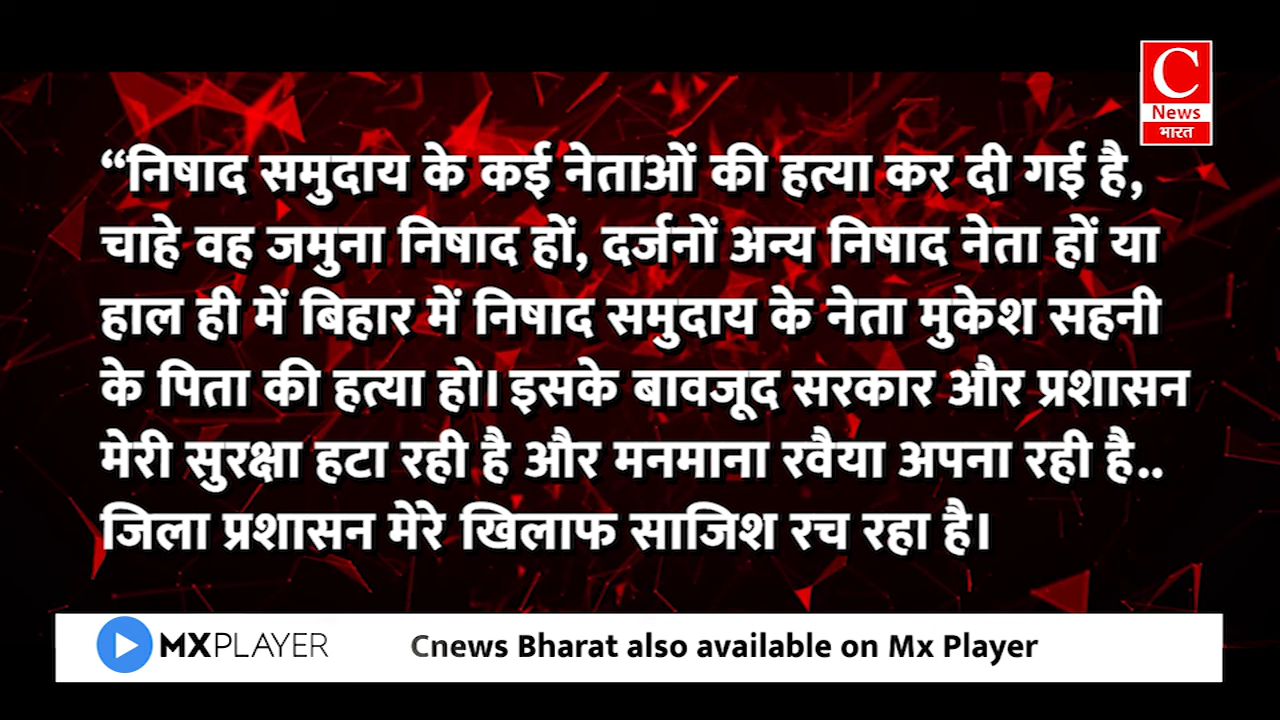 C
News
भारत
“निषाद समुदाय के कई नेताओं की हत्या कर दी गई है,
चाहे वह जमुना निषाद हों, दर्जनों अन्य निषाद नेता हों या
हाल ही में बिहार में निषाद समुदाय के नेता मुकेश सहनी
के पिता की हत्या हो। इसके बावजूद सरकार और प्रशासन
मेरी सुरक्षा हटा रही है और मनमाना रवैया अपना रही है..
जिला प्रशासन मेरे खिलाफ साजिश रच रहा है।
MXPLAYER Cnews Bharat also available on Mx Player